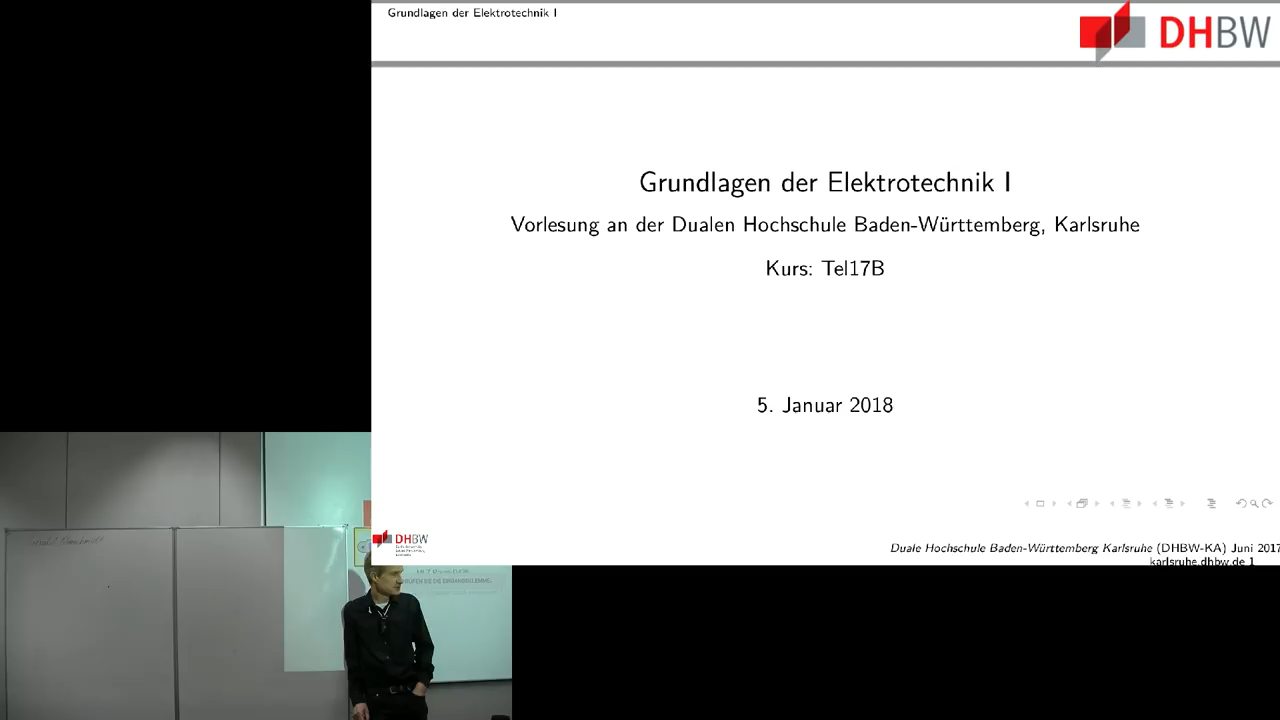 Grundlagen der Elektrotechnik I
DHBW
Grundlagen der Elektrotechnik I
Vorlesung an der Dualen Hochschule Baden-Württemberg, Karlsruhe
Kurs: Tel17B
5. Januar 2018
DHBW
Duale Hochschule Baden-Württemberg Karlsruhe (DHBW-KA) Juni 2017
karlsruhe.dhbw.de 1